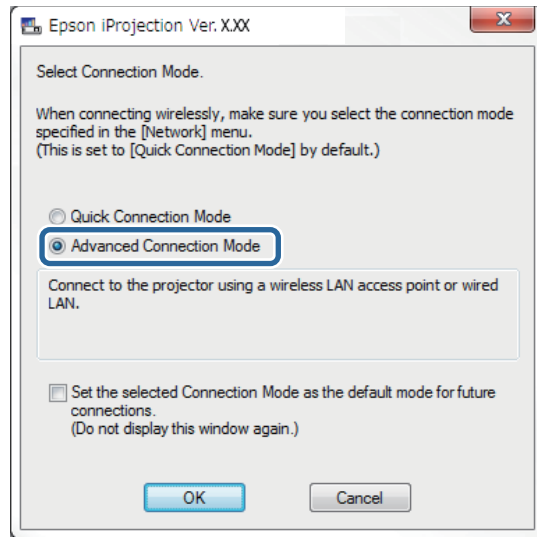 Epson iProjection Ver. X.XX
Select Connection Mode.
When connecting wirelessly, make sure you select the connection mode
specified in the [Network] menu.
(This is set to [Quick Connection Mode] by default.)
Quick Connection Mode
Advanced Connection Mode
Connect to the projector using a wireless LAN access point or wired
LAN.
Set the selected Connection Mode as the default mode for future
connections.
(Do not display this window again.)
OK Cancel